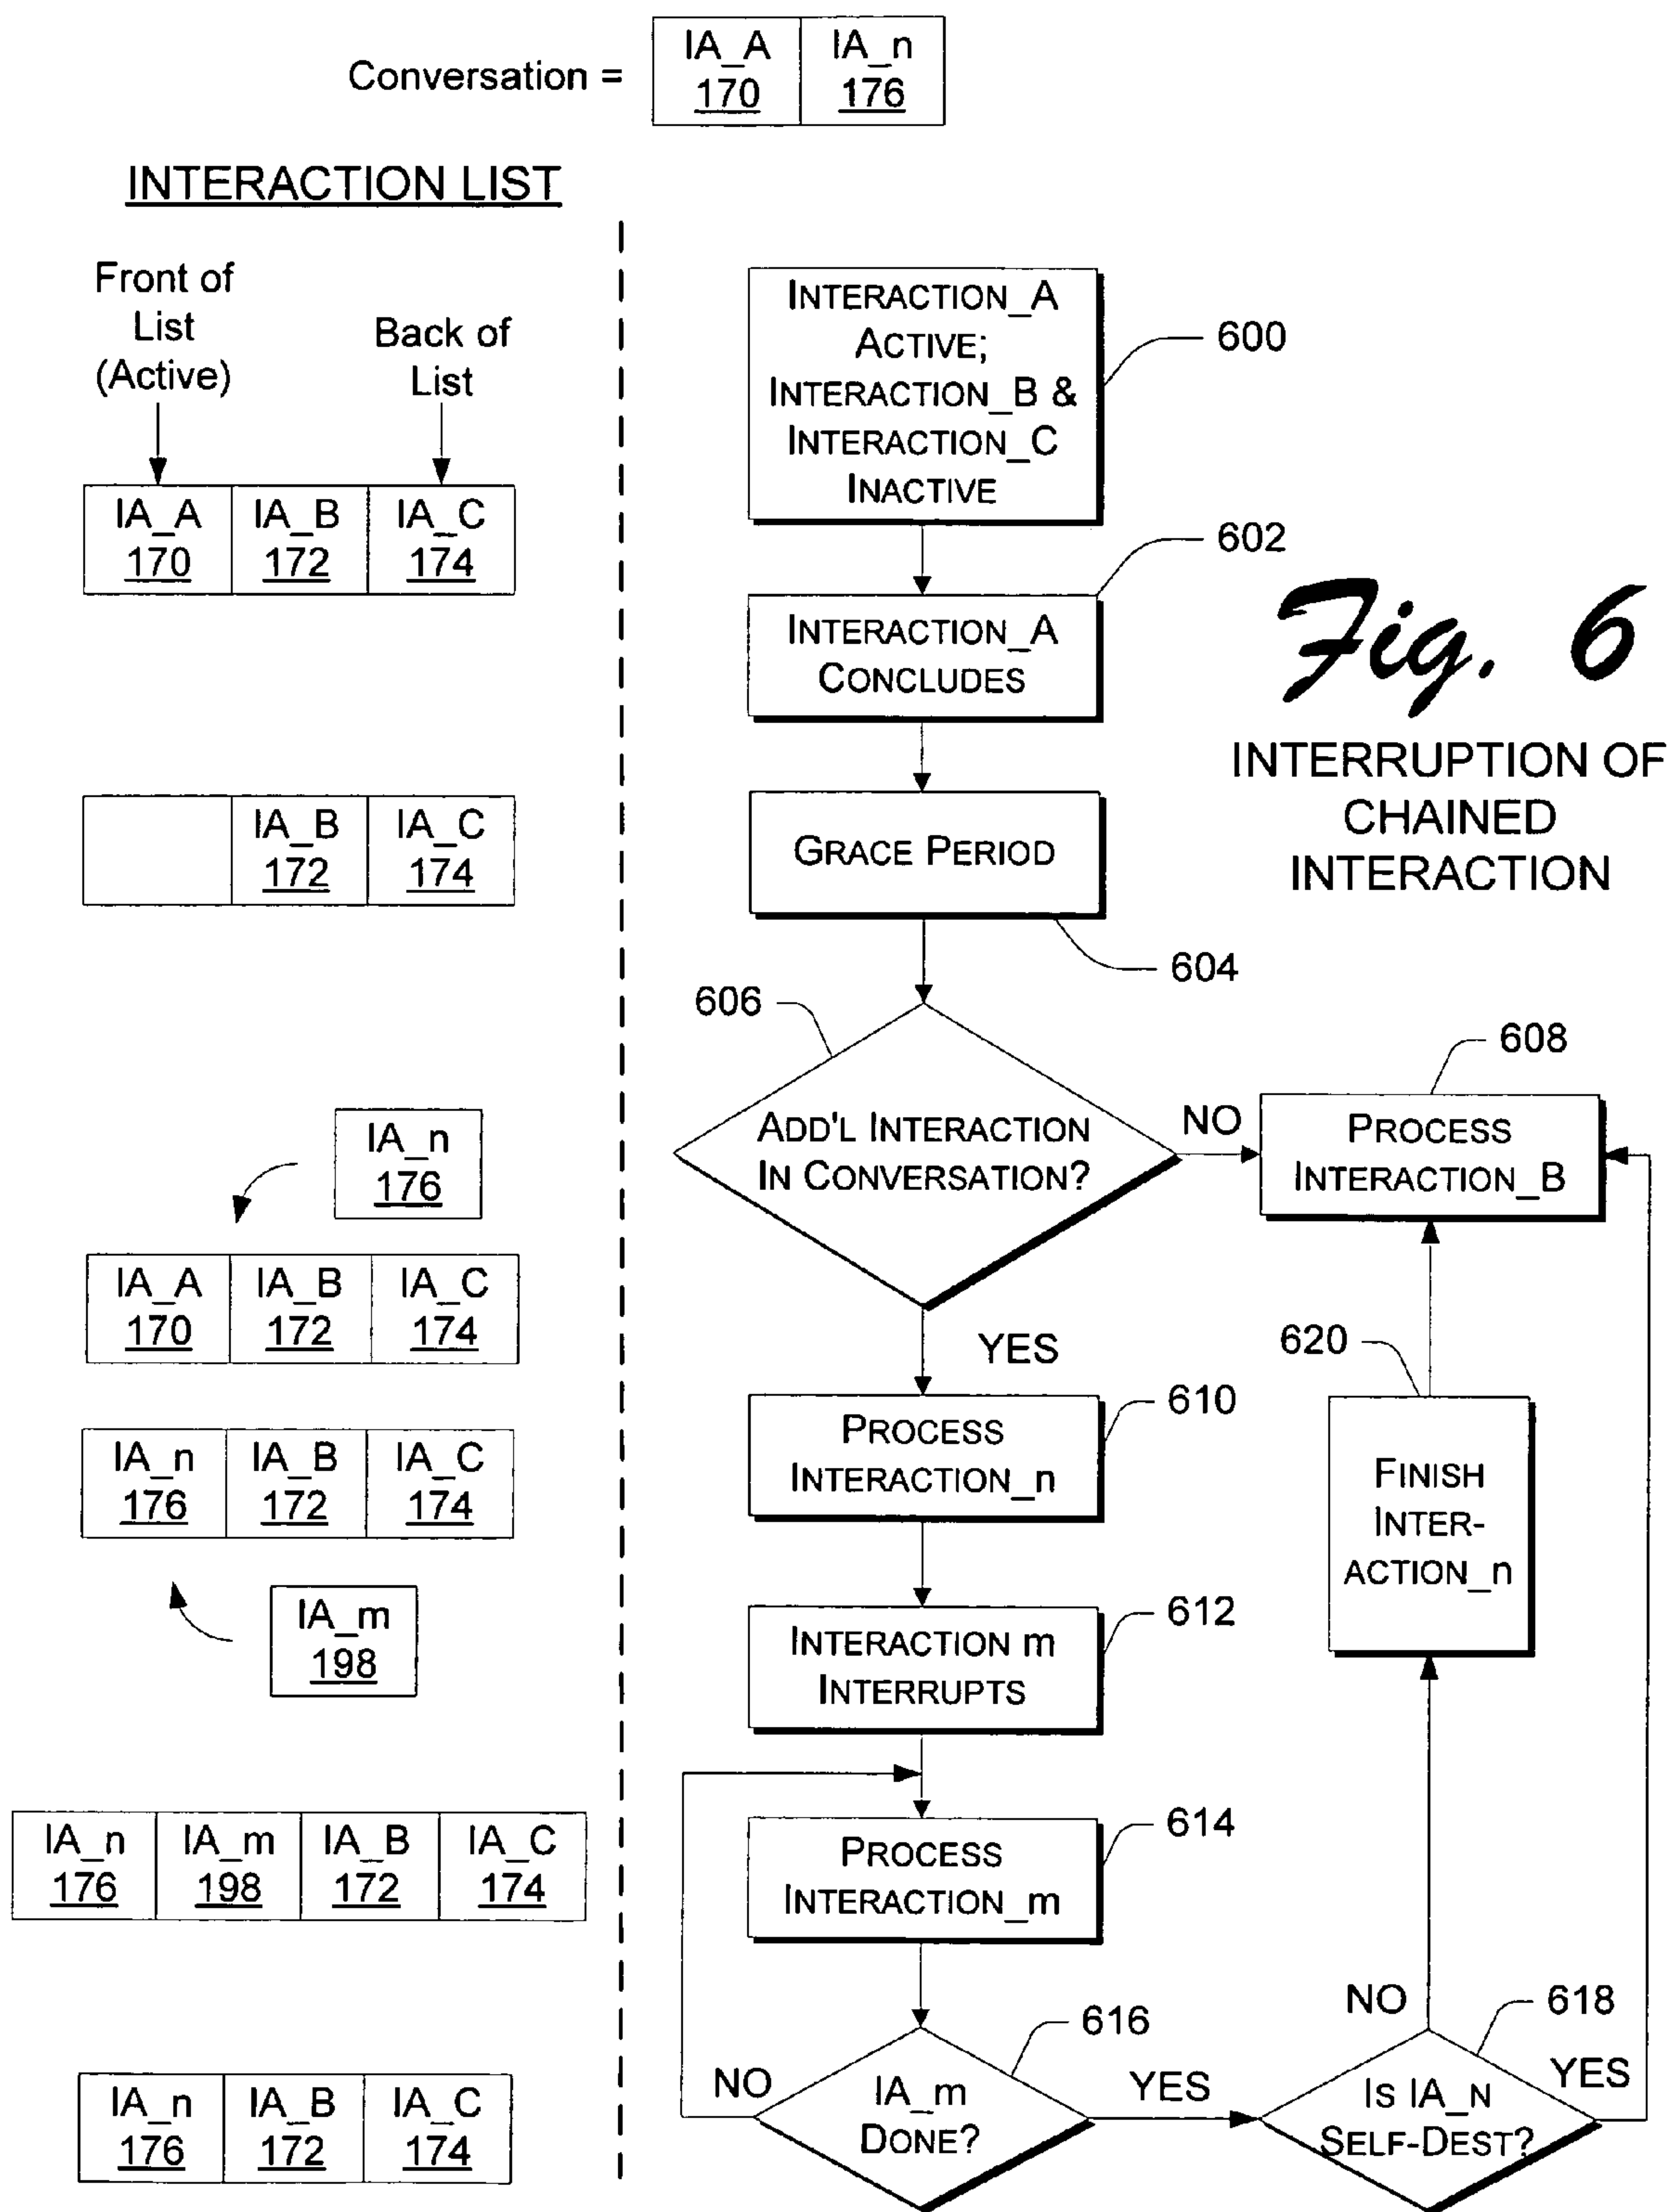 Conversation =
IA_A IA_n
170 176
INTERACTION LIST
Front of
List
(Active)
Back of
List
IA_A IA_B IA_C
170 172 174
IA_B IA_C
172 174
IA_n
176
IA_A IA_B IA_C
170 172 174
IA_n IA_B IA_C
176 172 174
IA_m
198
IA_n IA_m IA_B IA_C
176 198 172 174
IA_n IA_B IA_C
176 172 174
INTERACTION_A
ACTIVE;
INTERACTION_B &
INTERACTION_C
INACTIVE
600
602
INTERACTION_A
CONCLUDES
Fig. 6
INTERRUPTION OF
CHAINED
INTERACTION
GRACE PERIOD
604
606
ADD'L INTERACTION
IN CONVERSATION?
NO
608
PROCESS
INTERACTION_B
YES
610
PROCESS
INTERACTION_n
620
FINISH
INTER-
ACTION_n
612
INTERACTION m
INTERRUPTS
614
PROCESS
INTERACTION_m
616
IA_m
DONE?
NO
YES
618
IS IA_N
SELF-DEST?
NO
YES